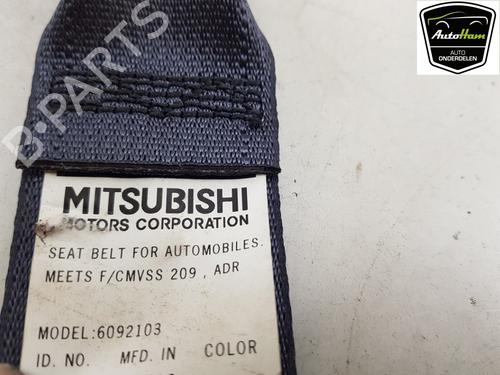 AutoHam
AUTO
ONDERDELEN
B-PARTS
MITSUBISHI
MOTORS CORPORATION
SEAT BELT FOR AUTOMOBILES.
MEETS F/CMVSS 209 , ADR
MODEL:6092103
ID. NO. MFD. IN COLOR